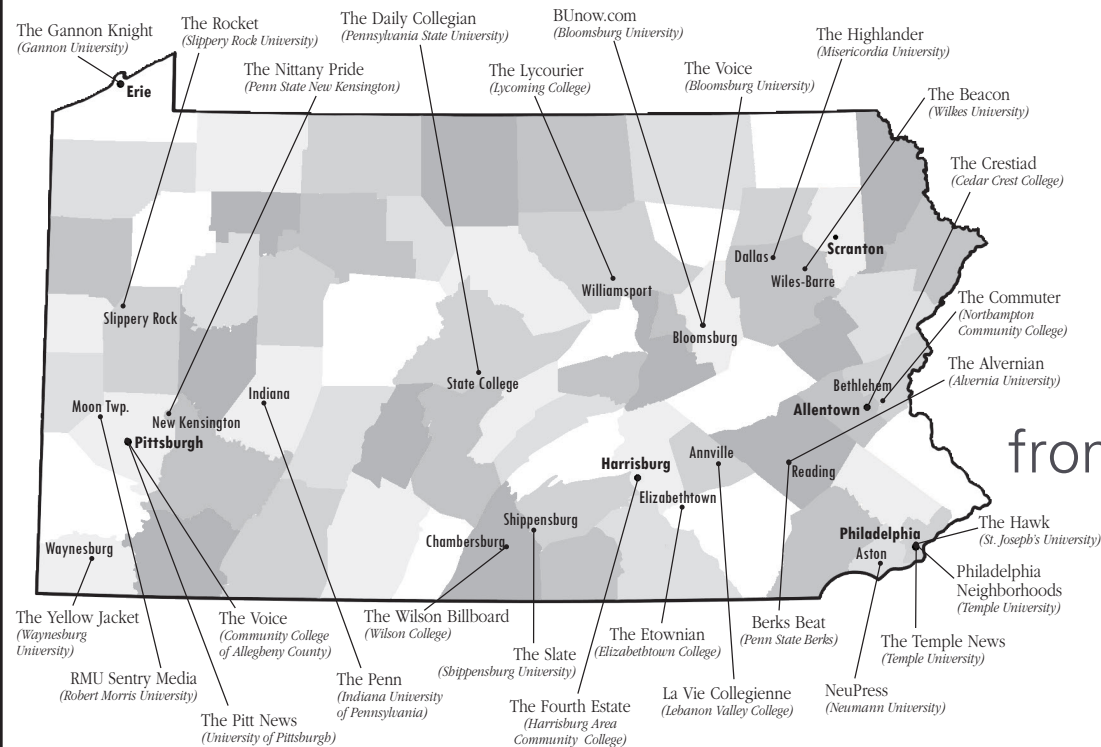 The Gannon Knight
(Gannon University)
The Rocket
(Slippery Rock University)
The Nittany Pride
(Penn State New Kensington)
The Daily Collegian
(Pennsylvania State University)
The Lycourier
(Lycoming College)
BUnow.com
(Bloomsburg University)
The Voice
(Bloomsburg University)
The Highlander
(Misericordia University)
The Beacon
(Wilkes University)
The Crestiad
(Cedar Crest College)
The Commuter
(Northampton
Community College)
The Alvernian
(Alvernia University)
Erie
Scranton
Dallas
Wiles-Barre
Williamsport
Slippery Rock
Bloomsburg
State College
Bethlehem
Allentown
Indiana
Moon Twp.
New Kensington
Pittsburgh
Annville
Harrisburg
Reading
Elizabethtown
Shippensburg
Chambersburg
Philadelphia
Aston
Waynesburg
from
The Hawk
(St. Joseph's University)
Philadelphia
Neighborhoods
(Temple University)
The Temple News
(Temple University)
NeuPress
(Neumann University)
Berks Beat
(Penn State Berks)
La Vie Collegienne
(Lebanon Valley College)
The Etownian
(Elizabethtown College)
The Fourth Estate
(Harrisburg Area
Community College)
The Slate
(Shippensburg University)
The Wilson Billboard
(Wilson College)
The Penn
(Indiana University
of Pennsylvania)
The Voice
(Community College
of Allegheny County)
The Pitt News
(University of Pittsburgh)
RMU Sentry Media
(Robert Morris University)
The Yellow Jacket
(Waynesburg
University)